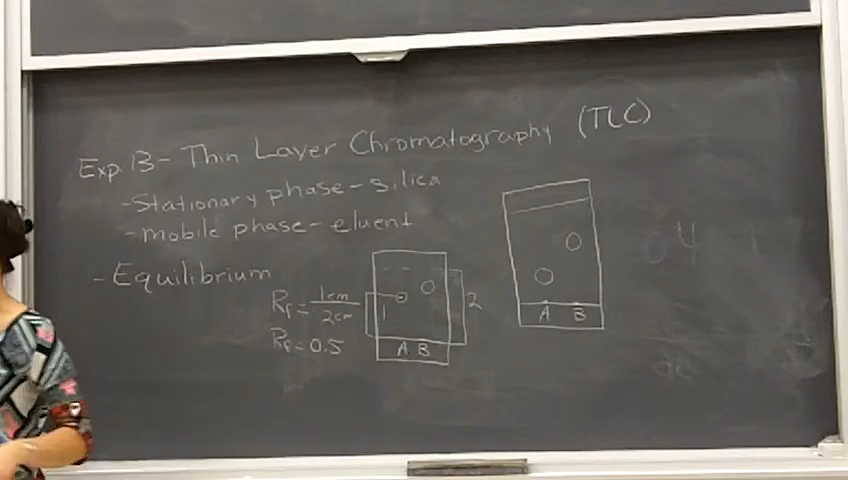 Exp. 13 - Thin Layer Chromatography (TLC)
- Stationary phase - silica
- mobile phase - eluent
- Equilibrium
Rf = 1cm / 2cm
Rf = 0.5
1
2
A B
A B